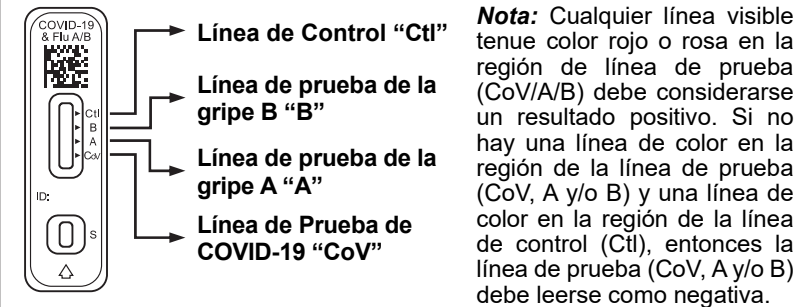 COVID-19
& Flu A/B
Ctl
B
A
CoV
ID:
S
Línea de Control “Ctl”
Línea de prueba de la
gripe B “B”
Línea de prueba de la
gripe A “A”
Línea de Prueba de
COVID-19 “CoV”
Nota: Cualquier línea visible
tenue color rojo o rosa en la
región de línea de prueba
(CoV/A/B) debe considerarse
un resultado positivo. Si no
hay una línea de color en la
región de la línea de prueba
(CoV, A y/o B) y una línea de
color en la región de la línea
de control (Ctl), entonces la
línea de prueba (CoV, A y/o B)
debe leerse como negativa.